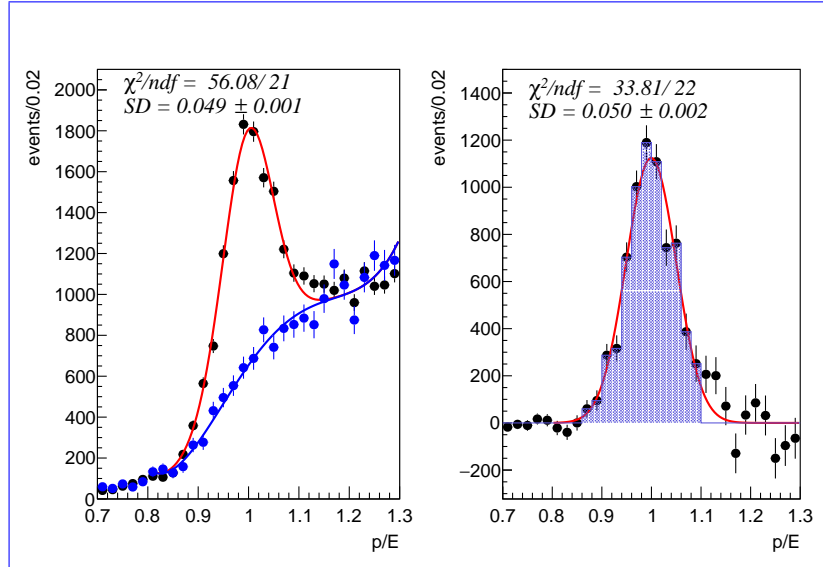 χ²/ndf = 56.08/ 21
SD = 0.049 ± 0.001
events/0.02
2000
1800
1600
1400
1200
1000
800
600
400
200
0
0.7 0.8 0.9 1 1.1 1.2 1.3
p/E
χ²/ndf = 33.81/ 22
SD = 0.050 ± 0.002
events/0.02
1400
1200
1000
800
600
400
200
0
−200
0.7 0.8 0.9 1 1.1 1.2 1.3
p/E